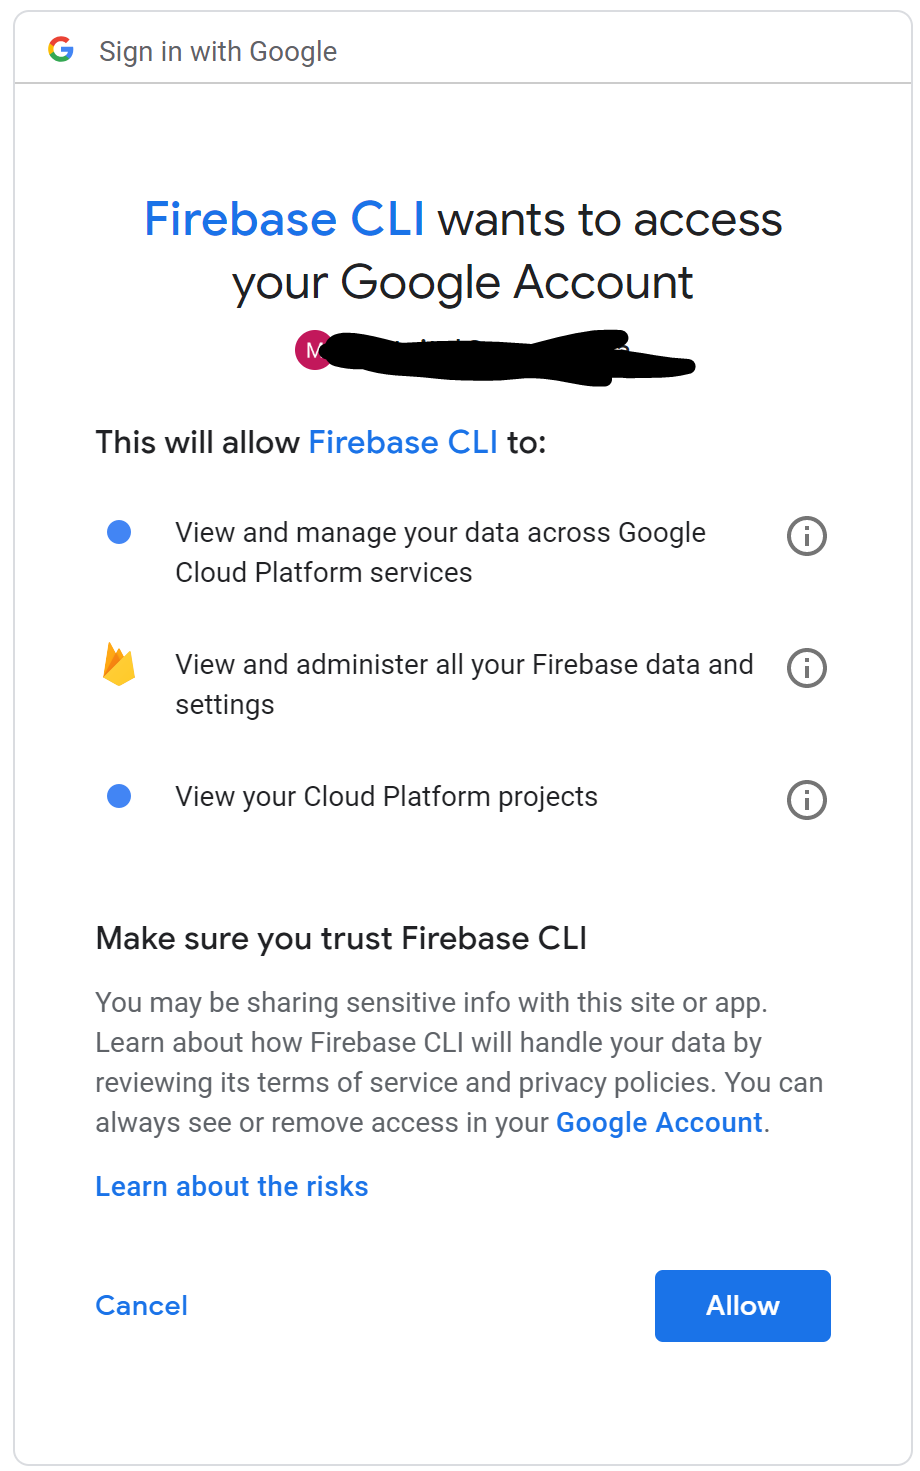 Sign in with Google
Firebase CLI wants to access
your Google Account
M
This will allow Firebase CLI to:
View and manage your data across Google
Cloud Platform services
View and administer all your Firebase data and
settings
View your Cloud Platform projects
Make sure you trust Firebase CLI
You may be sharing sensitive info with this site or app.
Learn about how Firebase CLI will handle your data by
reviewing its terms of service and privacy policies. You can
always see or remove access in your Google Account.
Learn about the risks
Cancel
Allow